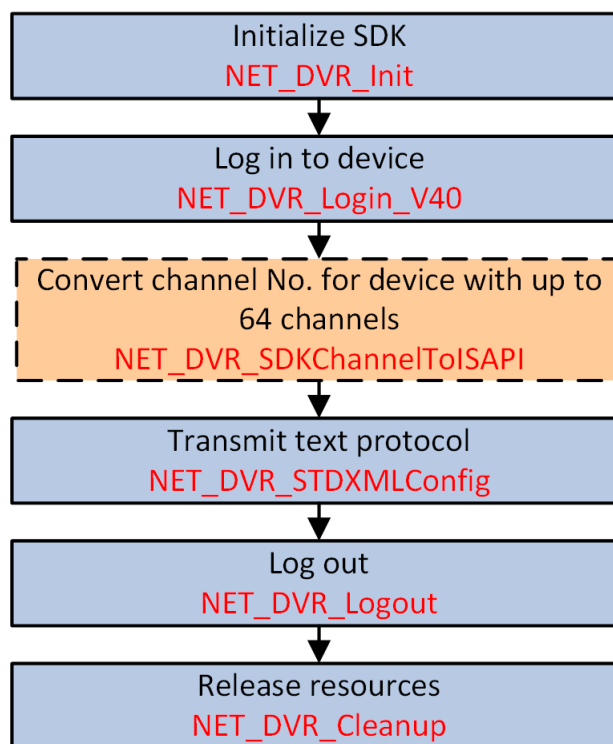 Initialize SDK
NET_DVR_Init
Log in to device
NET_DVR_Login_V40
Convert channel No. for device with up to
64 channels
NET_DVR_SDKChannelToISAPI
Transmit text protocol
NET_DVR_STDXMLConfig
Log out
NET_DVR_Logout
Release resources
NET_DVR_Cleanup